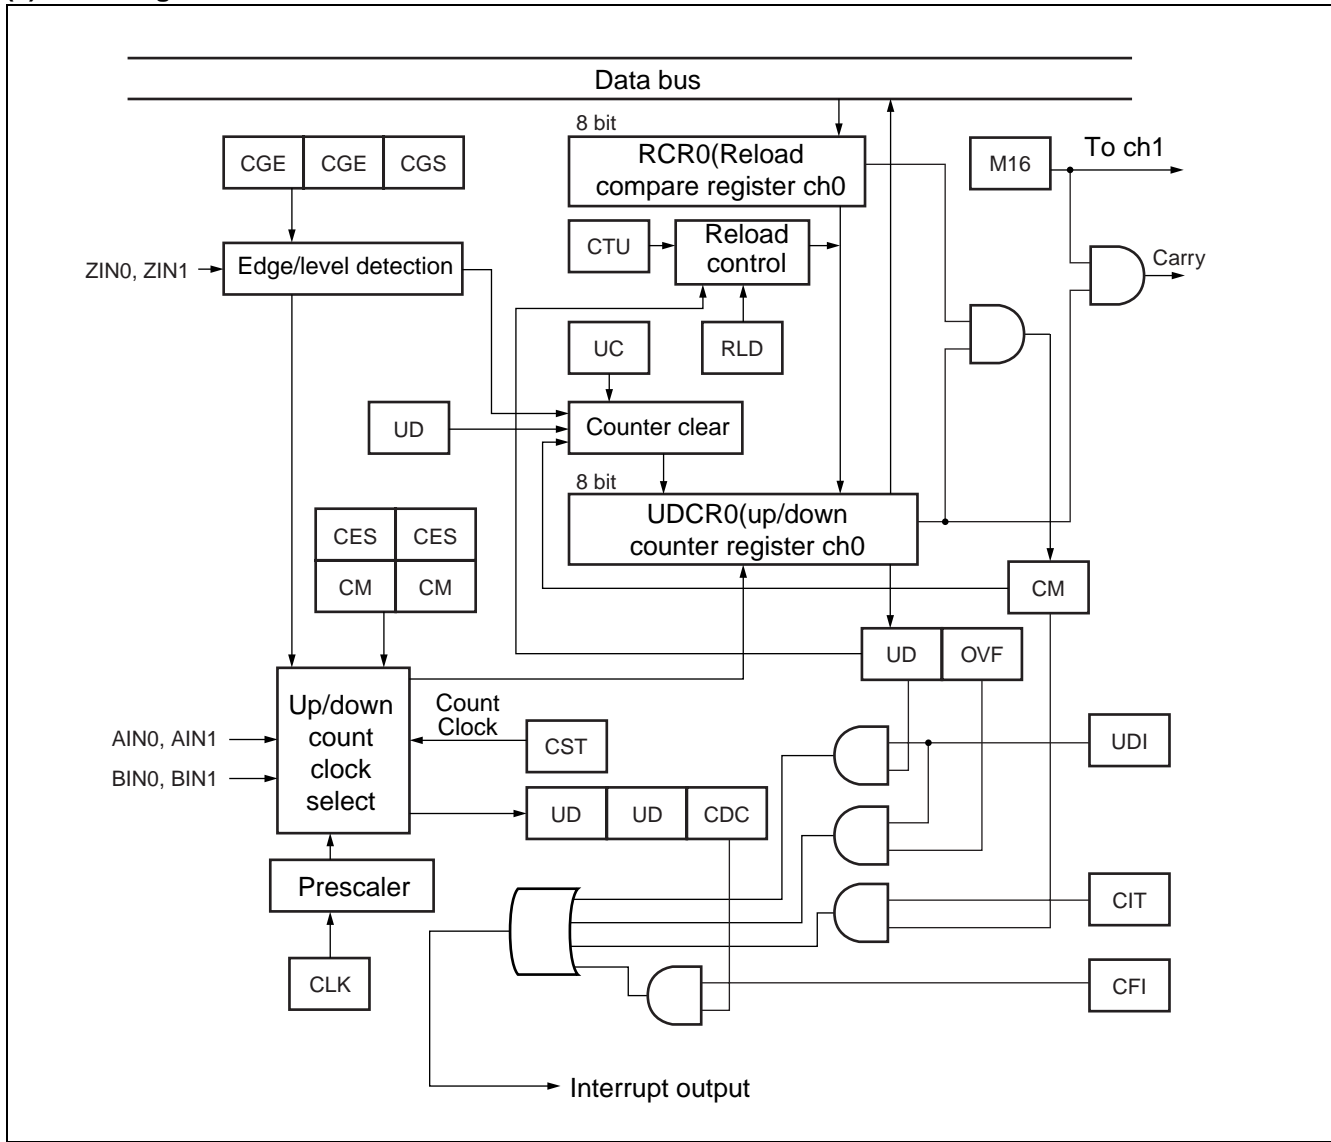 Data bus
8 bit
CGE CGE CGS
RCR0(Reload
compare register ch0
M16
To ch1
CTU
Reload
control
ZIN0, ZIN1
Edge/level detection
Carry
UC
RLD
UD
Counter clear
8 bit
UDCR0(up/down
counter register ch0
CES CES
CM CM
CM
UD OVF
Up/down
count
clock
select
Count
Clock
AIN0, AIN1
BIN0, BIN1
CST
UDI
UD UD CDC
Prescaler
CIT
CLK
CFI
Interrupt output